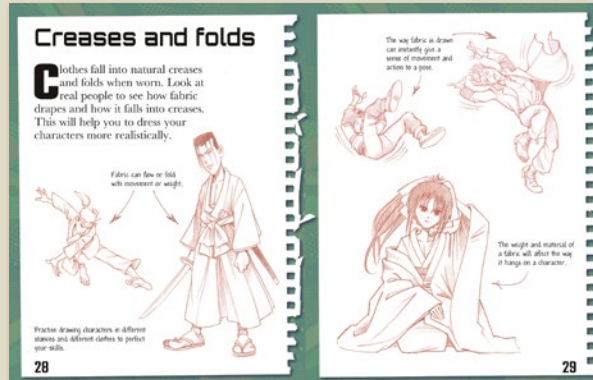 Creases and folds
Clothes fall into natural creases
and folds when worn. Look at
real people to see how fabric
drapes and how it falls into creases.
This will help you to dress your
characters more realistically.
Fabric can flow or fold
with movement or weight.
Practise drawing characters in different
stances and different clothes to perfect
your skills.
28
The way fabric is drawn
can instantly give a
sense of movement and
action to a pose.
The weight and material of
a fabric will affect the way
it hangs on a character.
29